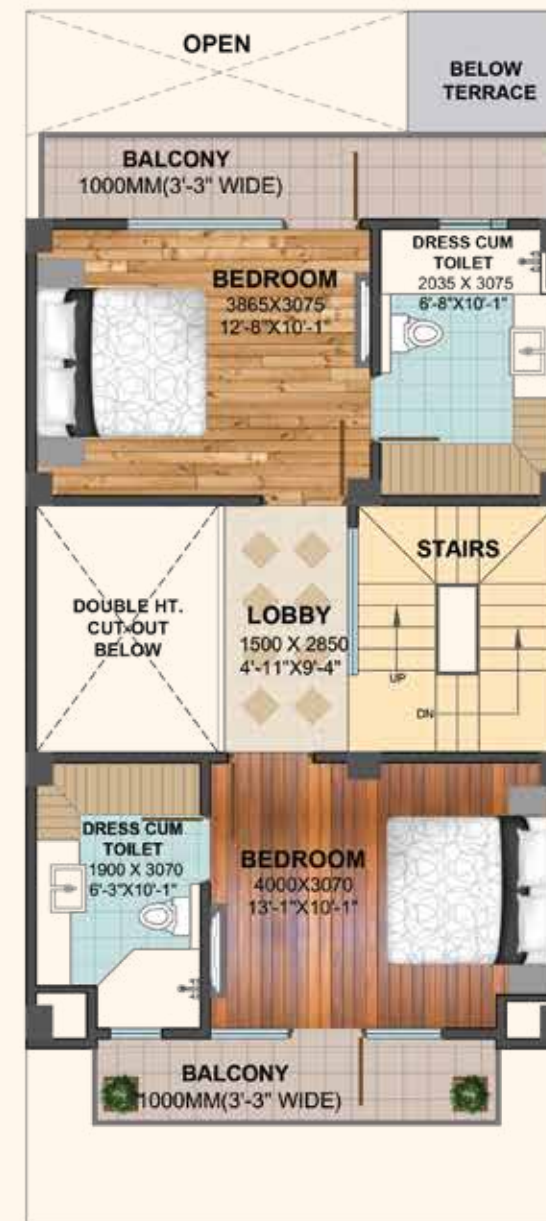 OPEN
BELOW
TERRACE
BALCONY
1000MM(3'-3" WIDE)
DRESS CUM
TOILET
2035 X 3075
6'-8"X10'-1"
BEDROOM
3865X3075
12'-8"X10'-1"
STAIRS
DOUBLE HT.
CUT-OUT
BELOW
LOBBY
1500 X 2850
4'-11"X9'-4"
UP
DN
DRESS CUM
TOILET
1900 X 3070
6'-3"X10'-1"
BEDROOM
4000X3070
13'-1"X10'-1"
BALCONY
1000MM(3'-3" WIDE)